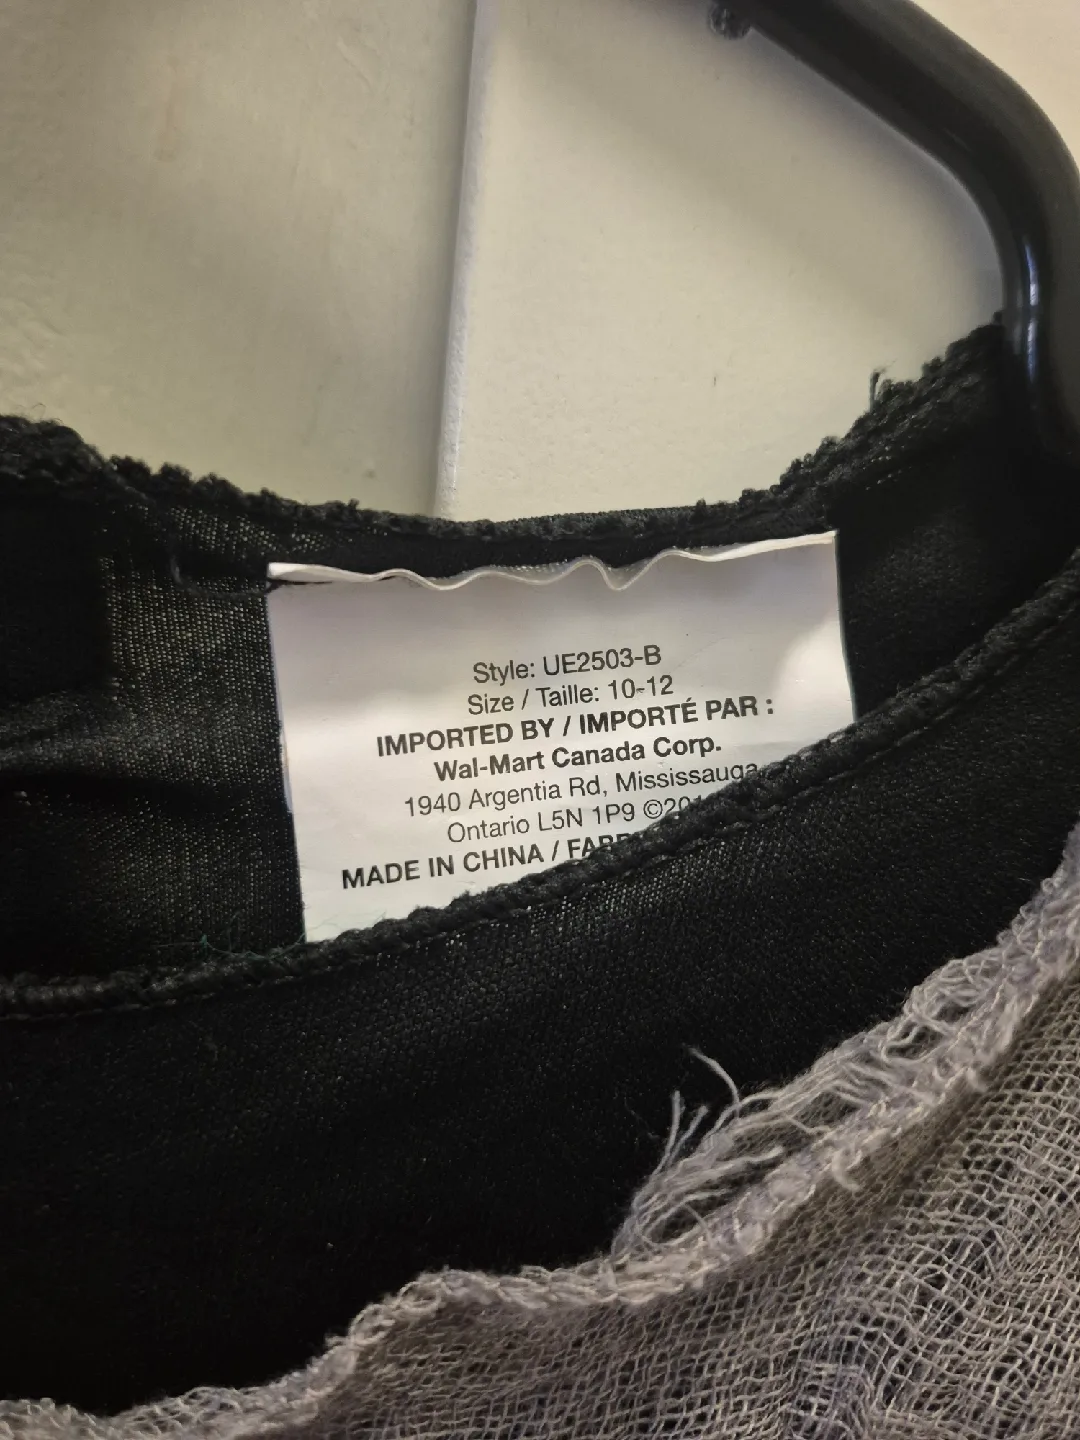 Style: UE2503-B
Size / Taille: 10-12
IMPORTED BY / IMPORTÉ PAR :
Wal-Mart Canada Corp.
1940 Argentia Rd, Mississauga
Ontario L5N 1P9
MADE IN CHINA /